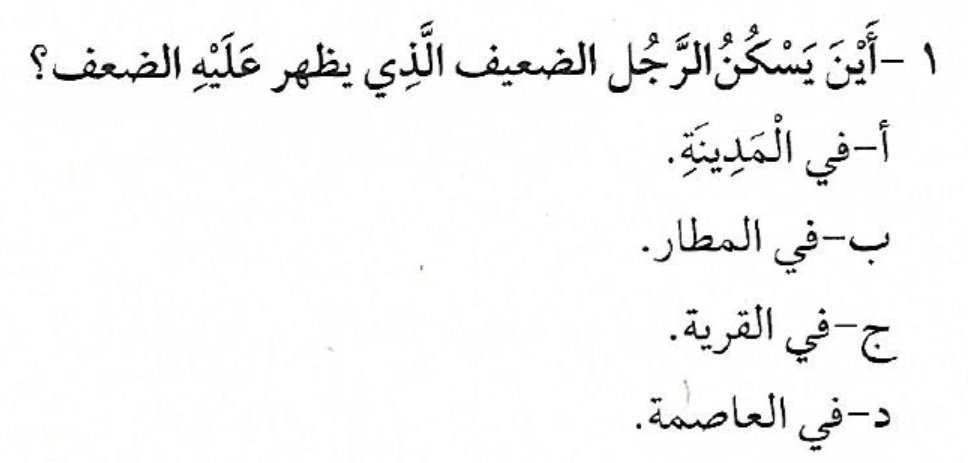 ١ -أَيْنَ يَسْكُنُ الرَّجُل الضعيف الَّذِي يظهر عَلَيْهِ الضعف؟
أ-في الْمَدِينَةِ.
ب-في المطار.
ج-في القرية.
د-في العاصمة.